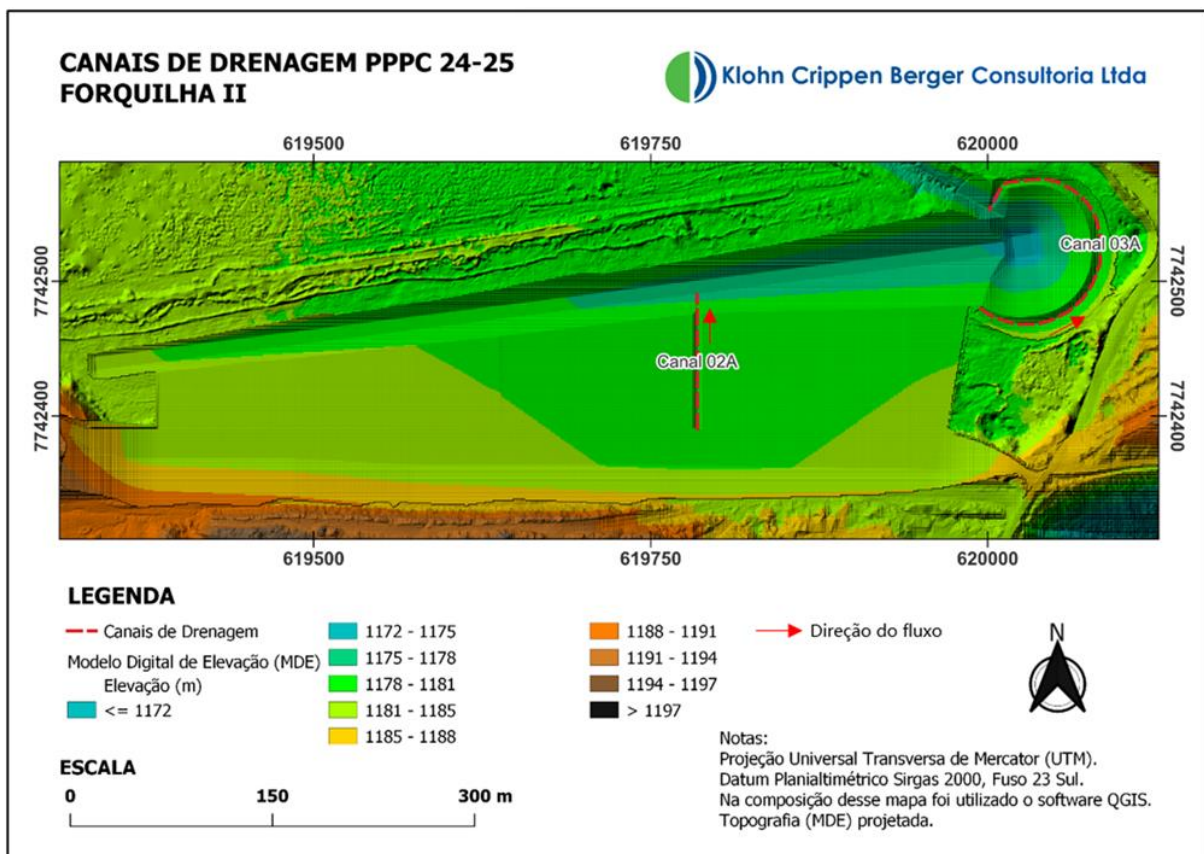 CANAIS DE DRENAGEM PPPC 24-25
FORQUILHA II
Klohn Crippen Berger Consultoria Ltda
619500
619750
620000
7742500
7742400
Canal 03A
Canal 02A
7742500
7742400
619500
619750
620000
LEGENDA
Canais de Drenagem
Modelo Digital de Elevação (MDE)
Elevação (m)
<= 1172
1172 - 1175
1175 - 1178
1178 - 1181
1181 - 1185
1185 - 1188
1188 - 1191
1191 - 1194
1194 - 1197
> 1197
Direção do fluxo
N
ESCALA
0 150 300 m
Notas:
Projeção Universal Transversa de Mercator (UTM).
Datum Planialtimétrico Sirgas 2000, Fuso 23 Sul.
Na composição desse mapa foi utilizado o software QGIS.
Topografia (MDE) projetada.